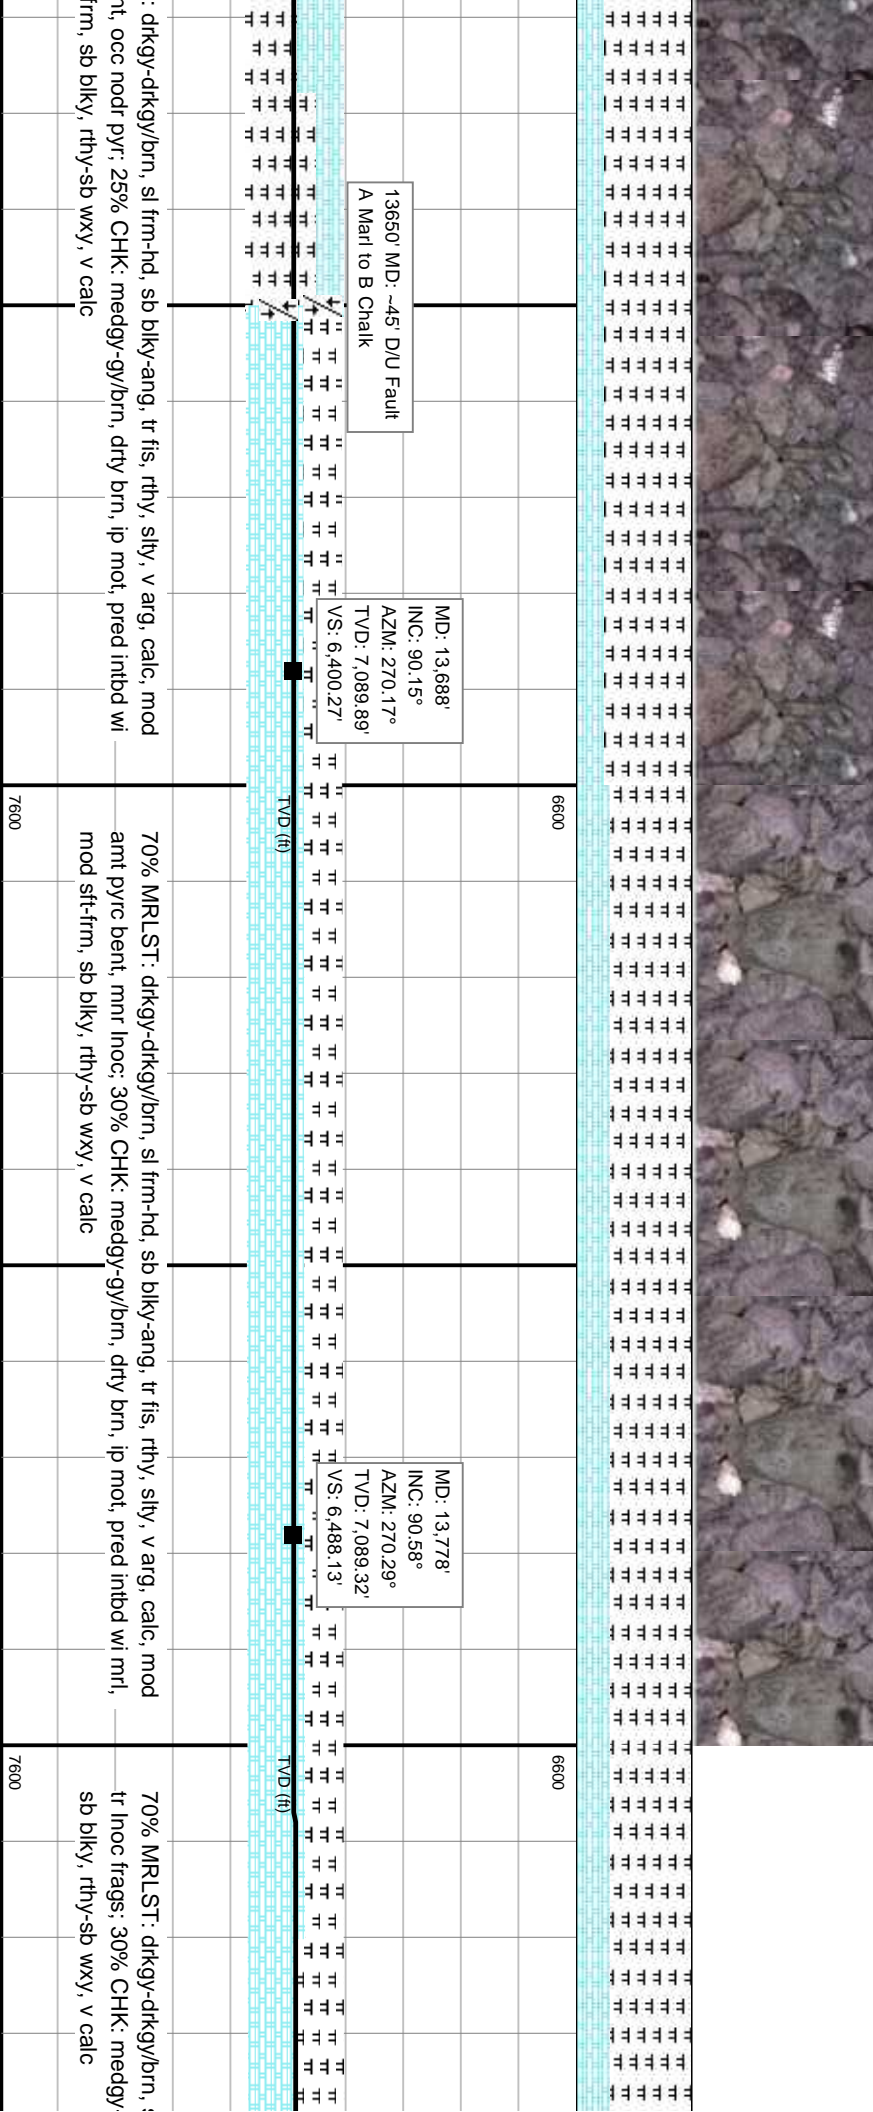 : drkgy-drkgy/brn, sl frm-hd, sb blky-ang, tr fis, rthy, slty, v arg, calc, mod
nt, occ nodr pyr; 25% CHK: medgy-gy/brn, drty brn, ip mot, pred intbd wi
frm, sb blky, rthy-sb wxy, v calc
13650' MD: ~45' D/U Fault
A Marl to B Chalk
MD: 13,688'
INC: 90.15°
AZM: 270.17°
TVD: 7,089.89'
VS: 6,400.27'
6600
TVD (ft)
7600
70% MRLST: drkgy-drkgy/brn, sl frm-hd, sb blky-ang, tr fis, rthy, slty, v arg, calc, mod
amt pyrc bent, mnr Inoc; 30% CHK: medgy-gy/brn, drty brn, ip mot, pred intbd wi mrl,
mod sft-frm, sb blky, rthy-sb wxy, v calc
MD: 13,778'
INC: 90.58°
AZM: 270.29°
TVD: 7,089.32'
VS: 6,488.13'
6600
TVD (ft)
7600
70% MRLST: drkgy-drkgy/brn,
tr Inoc frags; 30% CHK: medgy-
sb blky, rthy-sb wxy, v calc